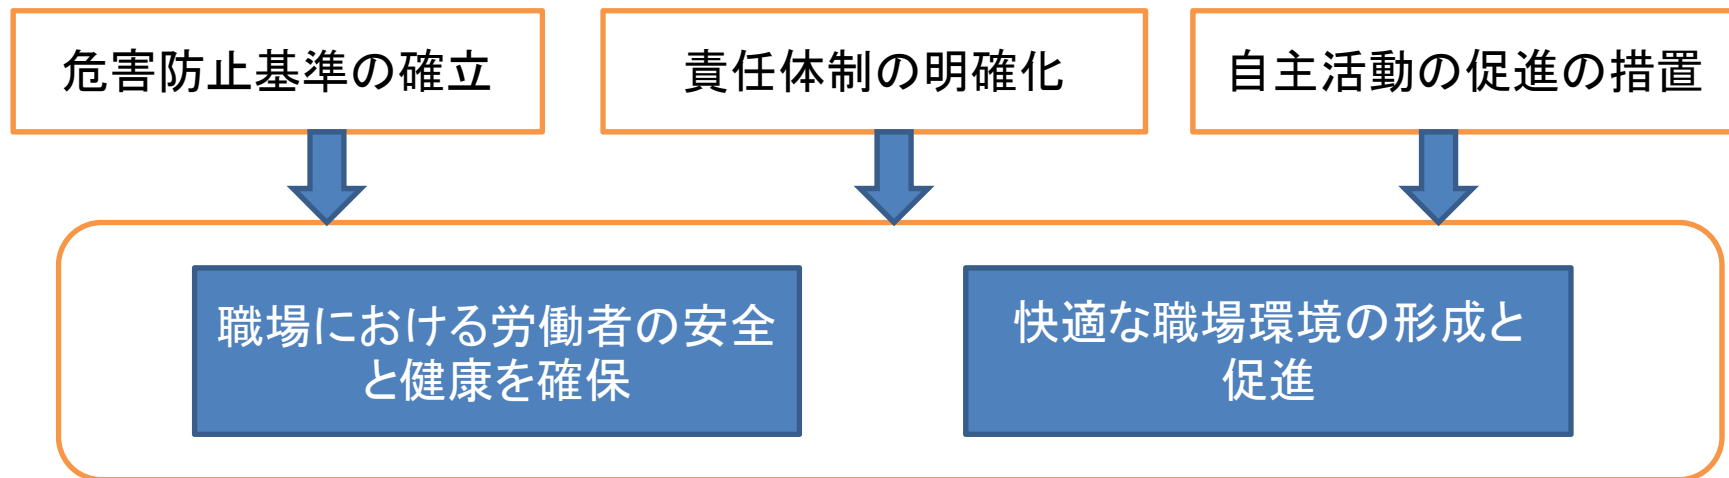 危害防止基準の確立
責任体制の明確化
自主活動の促進の措置
職場における労働者の安全
と健康を確保
快適な職場環境の形成と
促進